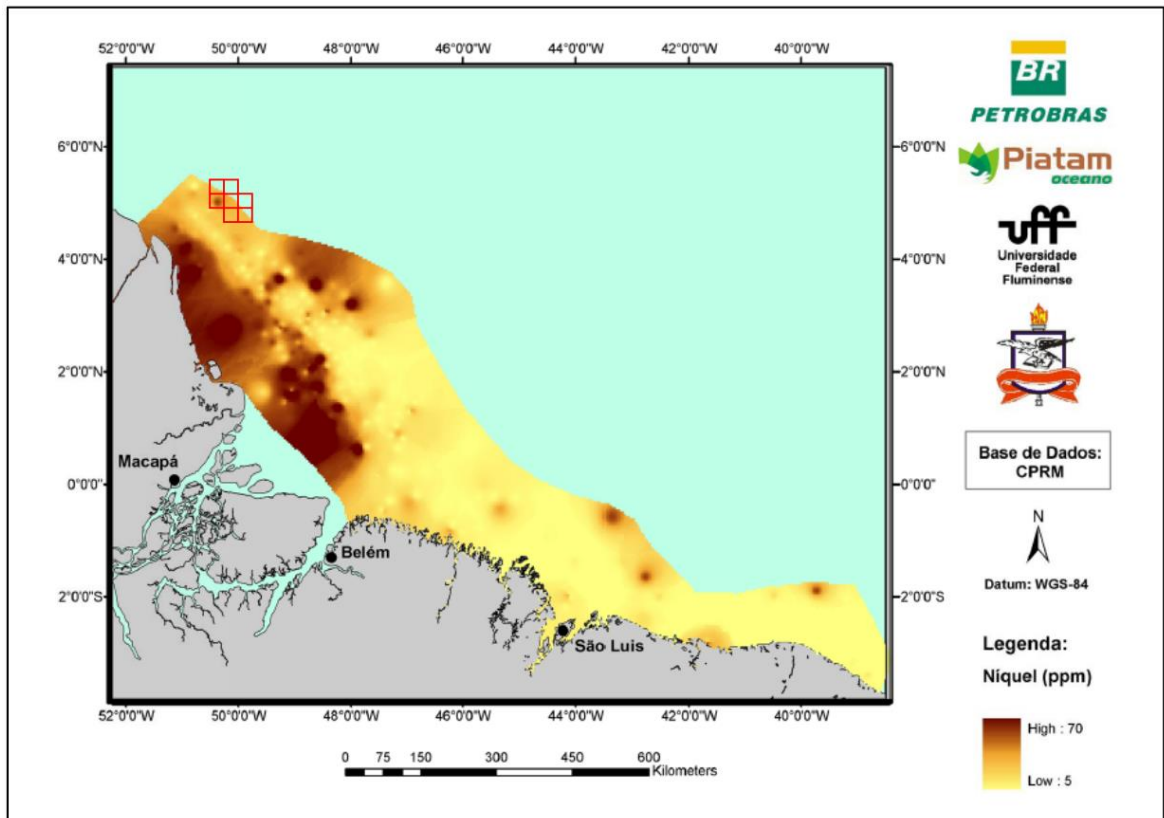 52°0'0"W 50°0'0"W 48°0'0"W 46°0'0"W 44°0'0"W 42°0'0"W 40°0'0"W
6°0'0"N 6°0'0"N
4°0'0"N 4°0'0"N
2°0'0"N 2°0'0"N
0°0'0" 0°0'0"
2°0'0"S 2°0'0"S
Macapá
Belém
São Luis
52°0'0"W 50°0'0"W 48°0'0"W 46°0'0"W 44°0'0"W 42°0'0"W 40°0'0"W
0 75 150 300 450 600
Kilometers
BR
PETROBRAS
Piatam
oceano
uff
Universidade
Federal
Fluminense
Base de Dados:
CPRM
N
Datum: WGS-84
Legenda:
Níquel (ppm)
High : 70
Low : 5